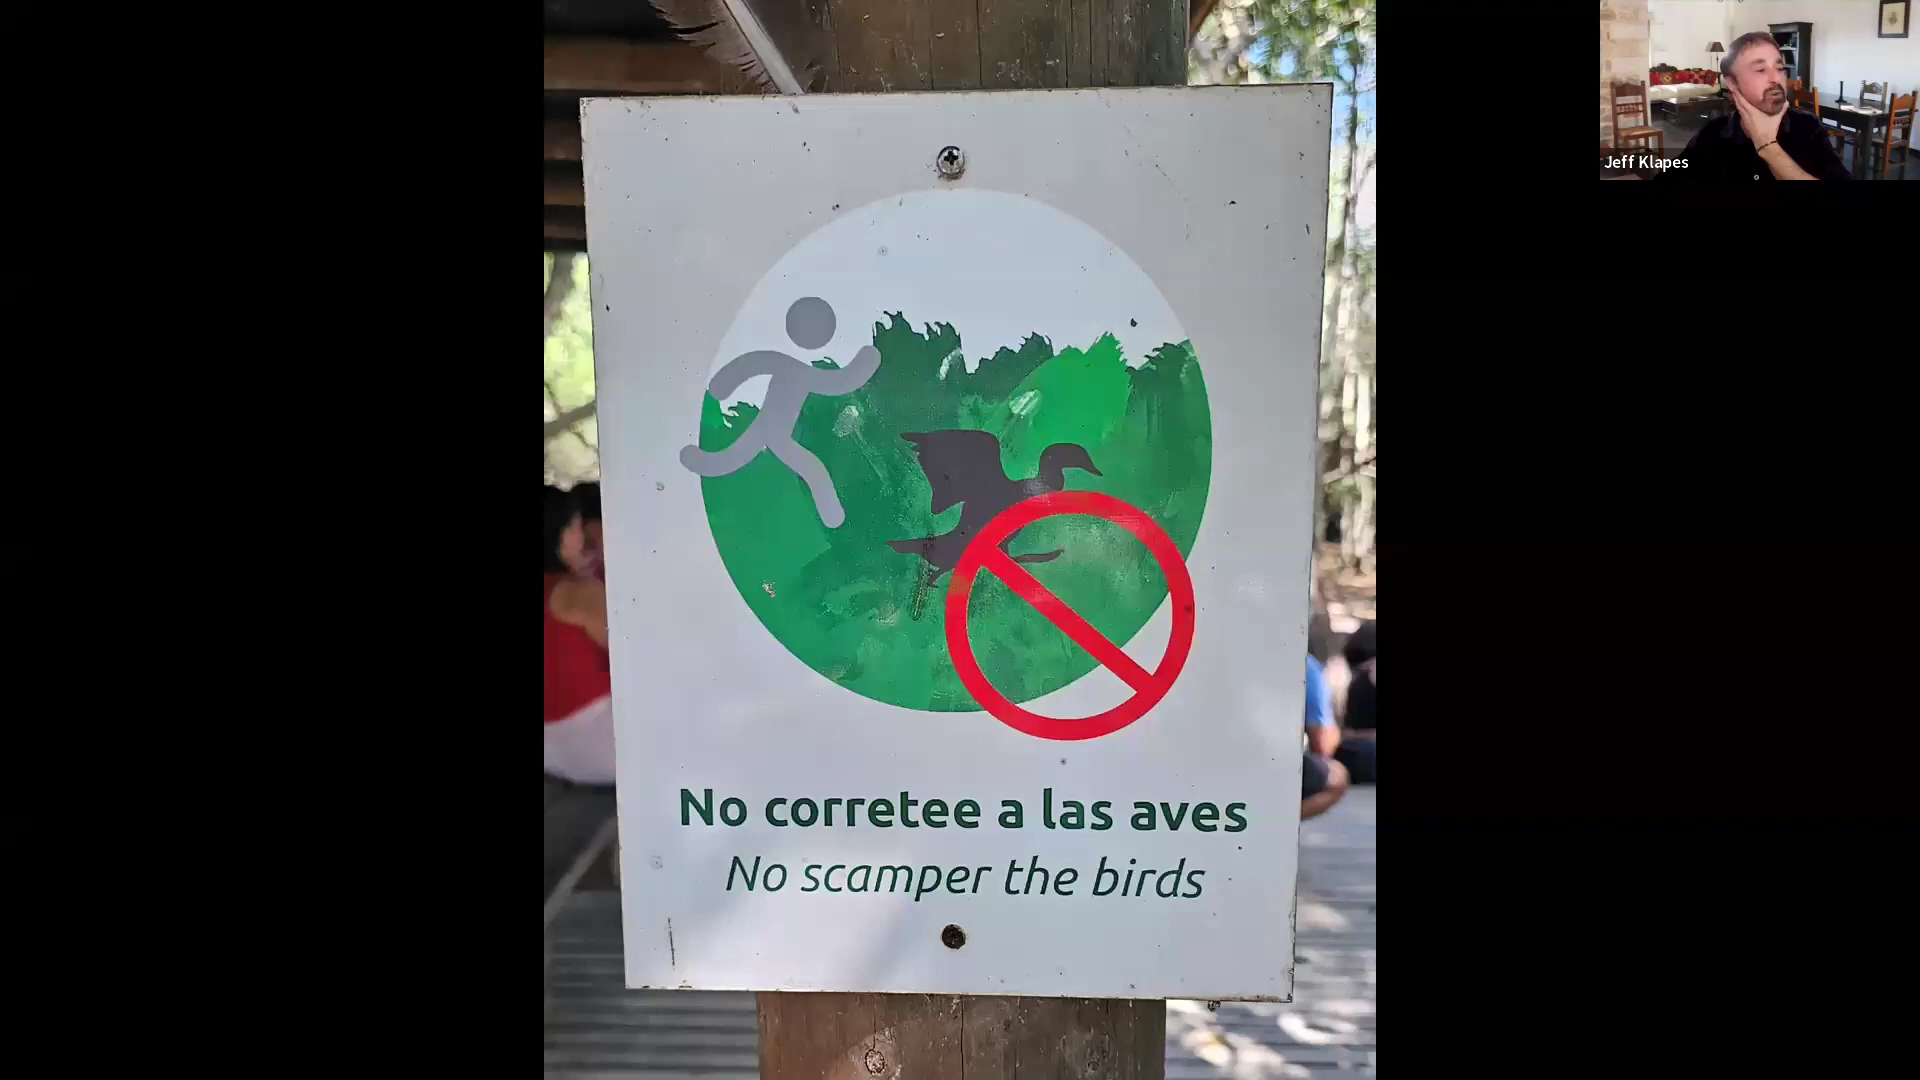 Jeff Klapes
No corretee a las aves
No scamper the birds